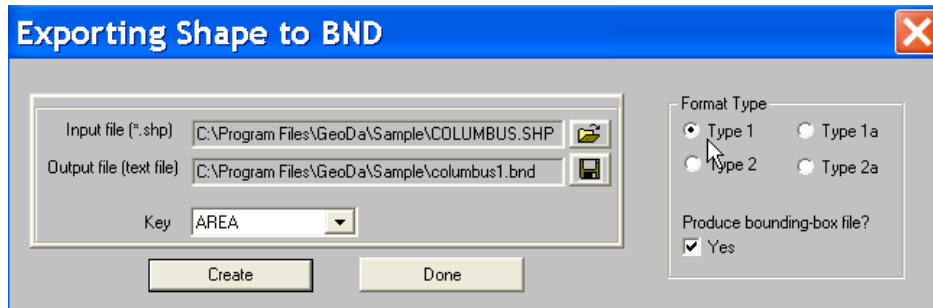 Exporting Shape to BND
Input file (*.shp) C:\Program Files\GeoDa\Sample\COLUMBUS.SHP
Output file (text file) C:\Program Files\GeoDa\Sample\columbus1.bnd
Key AREA
Create Done
Format Type
Type 1 Type 1a
Type 2 Type 2a
Produce bounding-box file?
Yes